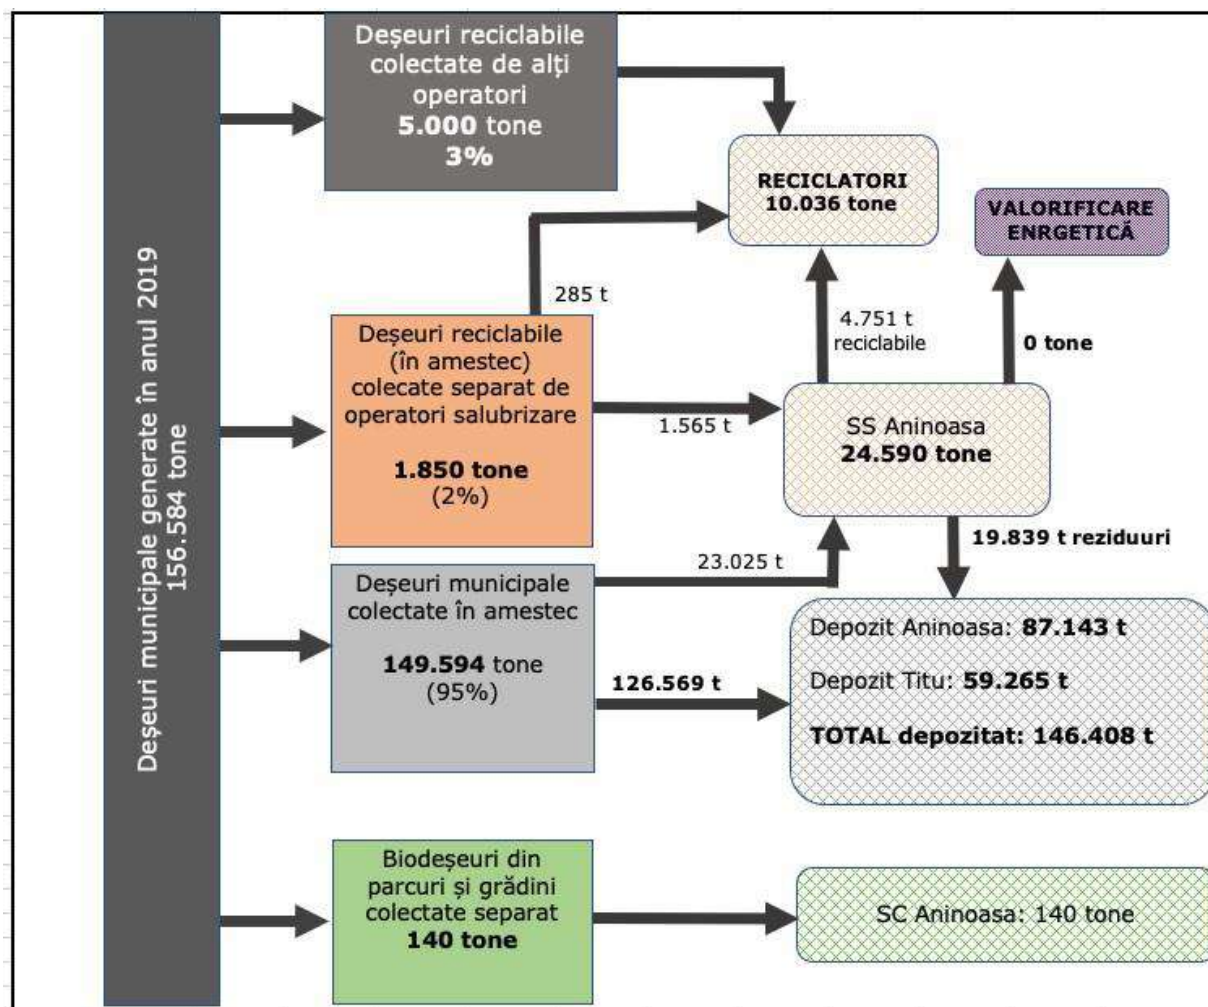 Deșeuri municipale generate în anul 2019
156.584 tone
Deșeuri reciclabile
colectate de alți
operatori
5.000 tone
3%
RECICLATORI
10.036 tone
VALORIFICARE
ENRGETICĂ
285 t
4.751 t
reciclabile
0 tone
Deșeuri reciclabile
(în amestec)
colecate separat de
operatori salubrizare
1.850 tone
(2%)
1.565 t
SS Aninoasa
24.590 tone
19.839 t reziduuri
23.025 t
Deșeuri municipale
colectate în amestec
149.594 tone
(95%)
126.569 t
Depozit Aninoasa: 87.143 t
Depozit Titu: 59.265 t
TOTAL depozitat: 146.408 t
Biodeșeuri din
parcuri și grădini
colectate separat
140 tone
SC Aninoasa: 140 tone